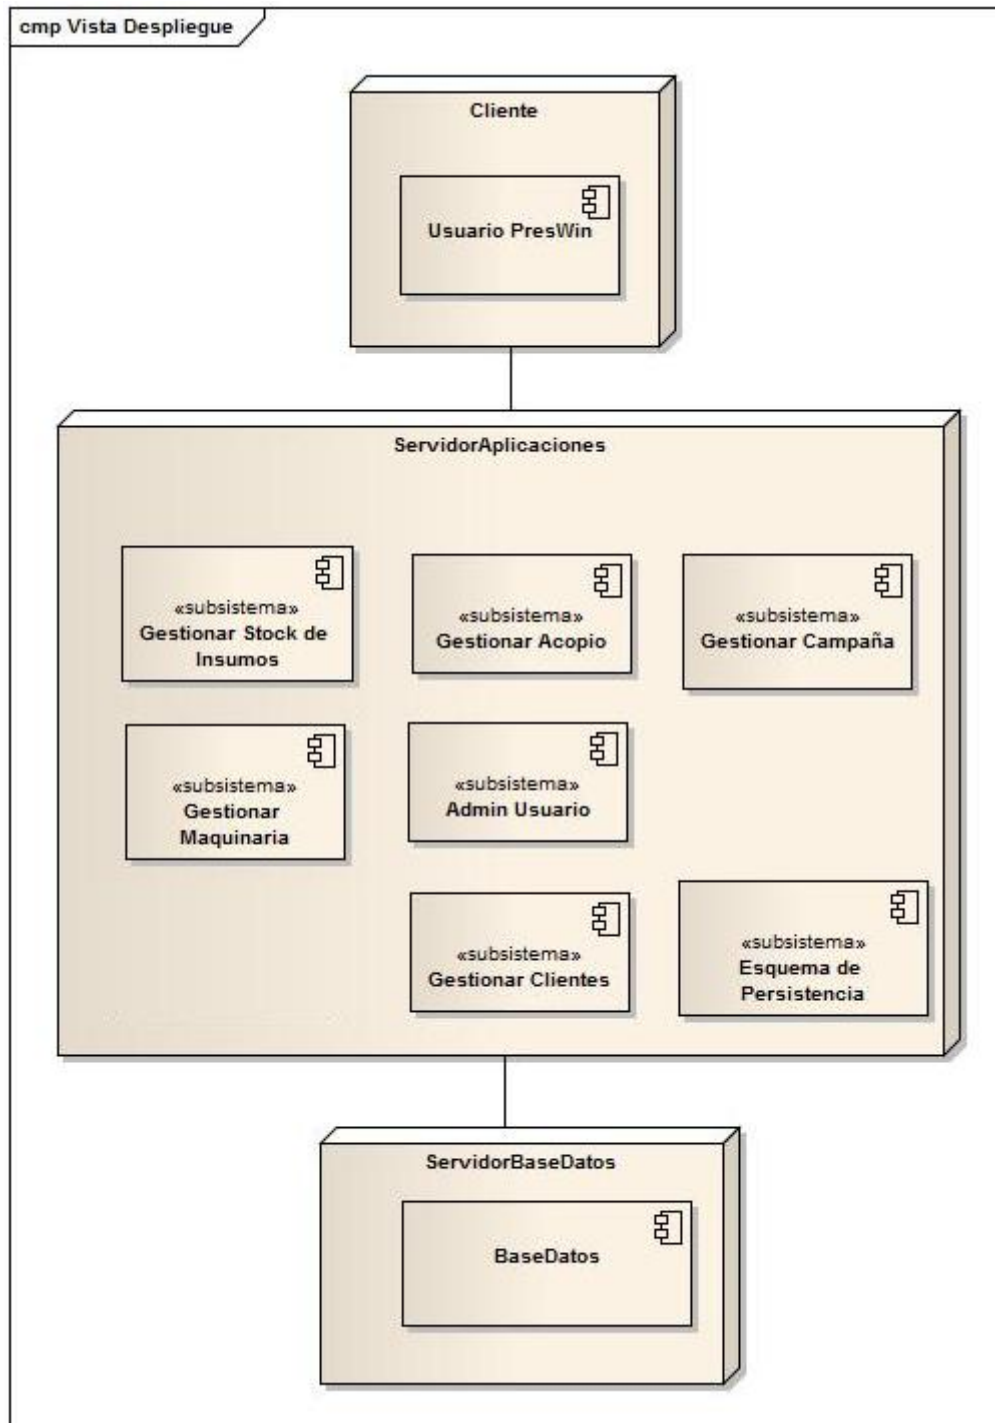 cmp Vista Despliegue
Cliente
Usuario PresWin
ServidorAplicaciones
«subsistema»
Gestionar Stock de
Insumos
«subsistema»
Gestionar Acopio
«subsistema»
Gestionar Campaña
«subsistema»
Gestionar
Maquinaria
«subsistema»
Admin Usuario
«subsistema»
Gestionar Clientes
«subsistema»
Esquema de
Persistencia
ServidorBaseDatos
BaseDatos